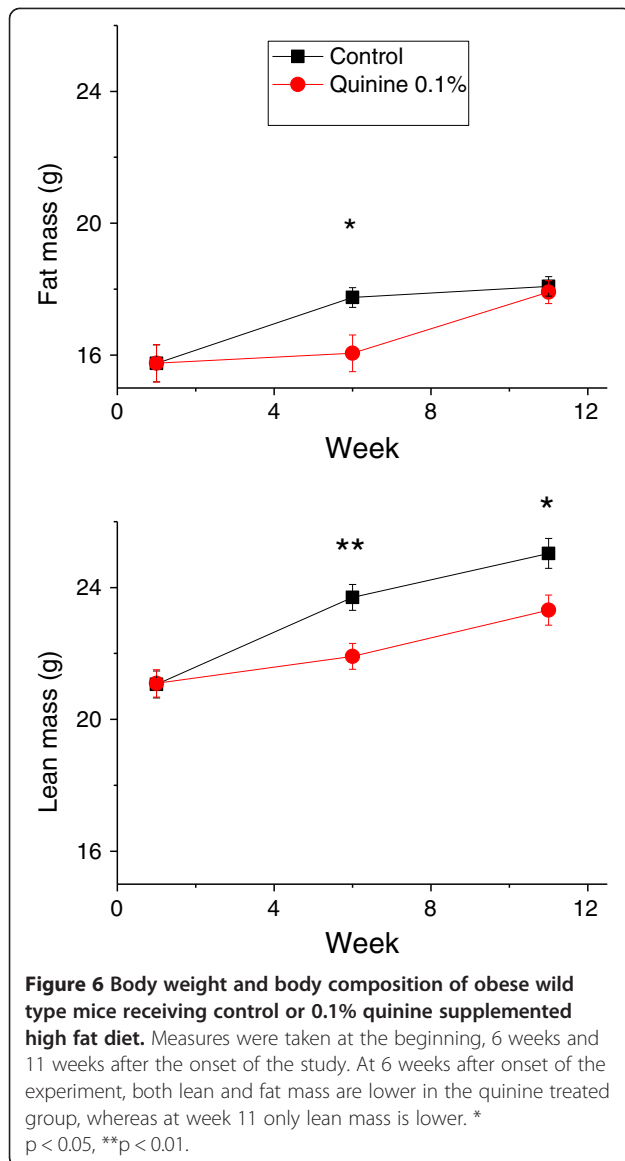 Control
Quinine 0.1%
24
20
16
Fat mass (g)
*
0 4 8 12
Week
*
**
24
20
16
Lean mass (g)
0 4 8 12
Week
Figure 6 Body weight and body composition of obese wild
type mice receiving control or 0.1% quinine supplemented
high fat diet. Measures were taken at the beginning, 6 weeks and
11 weeks after the onset of the study. At 6 weeks after onset of the
experiment, both lean and fat mass are lower in the quinine treated
group, whereas at week 11 only lean mass is lower. *
p < 0.05, **p < 0.01.